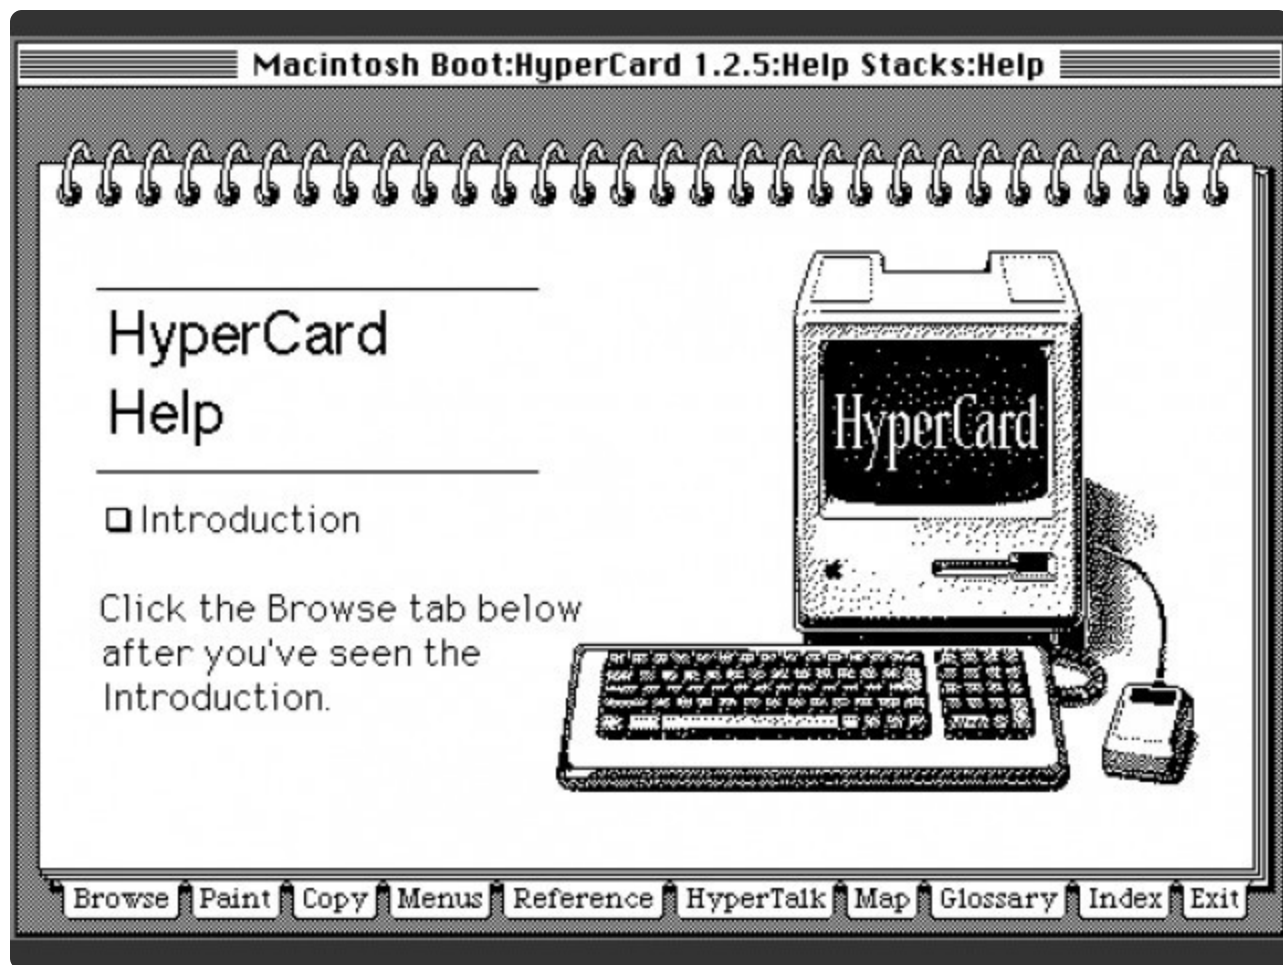 Macintosh Boot:HyperCard 1.2.5:Help Stacks:Help
HyperCard
Help
HyperCard
Introduction
Click the Browse tab below
after you've seen the
Introduction.
Browse Paint Copy Menus Reference HyperTalk Map Glossary Index Exit